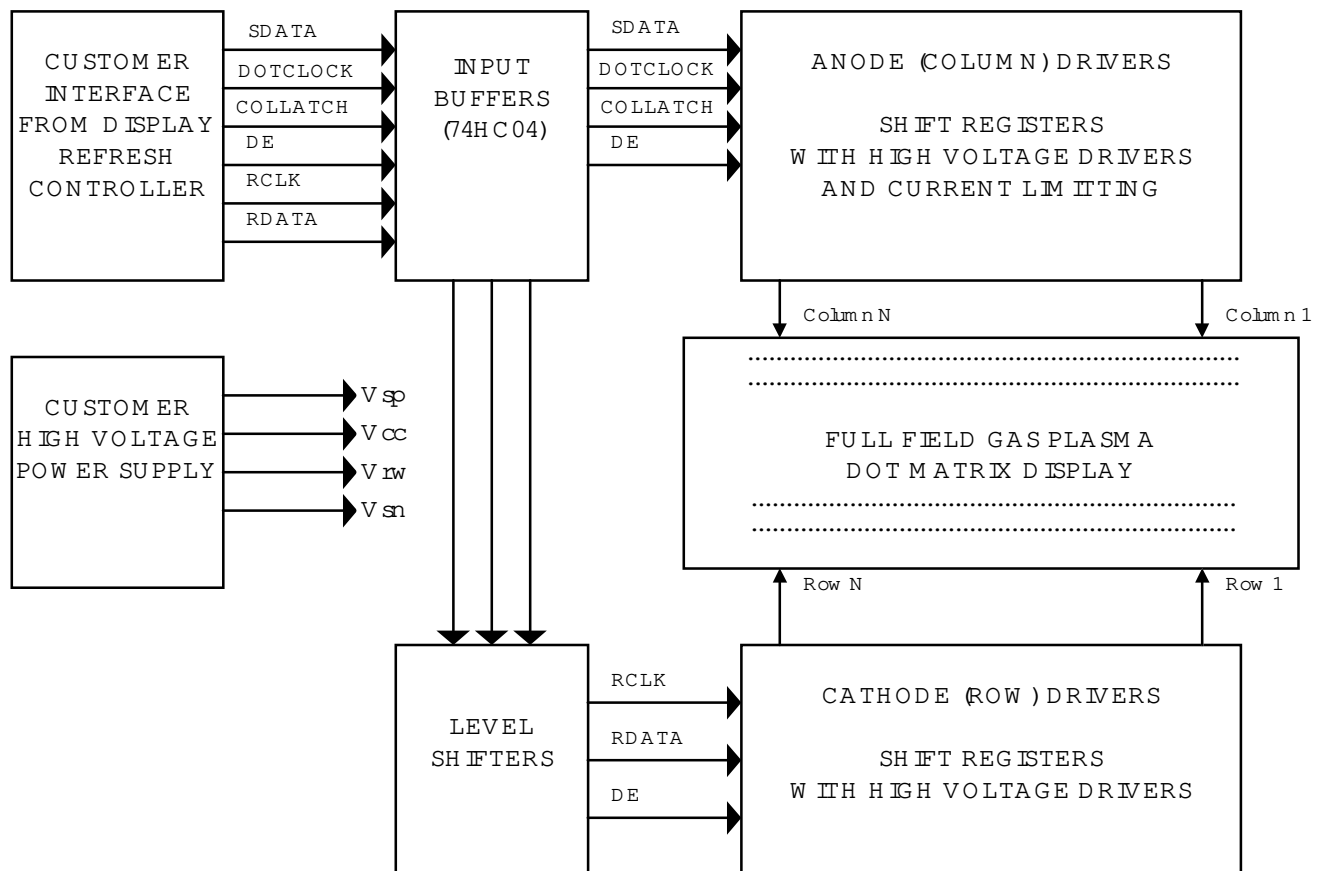 CUSTOMER
INTERFACE
FROM DISPLAY
REFRESH
CONTROLLER
SDATA
DOTCLOCK
COLLATCH
DE
RCLK
RDATA
INPUT
BUFFERS
(74HC04)
SDATA
DOTCLOCK
COLLATCH
DE
ANODE (COLUMN) DRIVERS
SHIFT REGISTERS
WITH HIGH VOLTAGE DRIVERS
AND CURRENT LIMITTING
Column N
Column 1
CUSTOMER
HIGH VOLTAGE
POWER SUPPLY
Vsp
Vcc
Vrw
Vsn
FULL FIELD GAS PLASMA
DOT MATRIX DISPLAY
Row N
Row 1
LEVEL
SHIFTERS
RCLK
RDATA
DE
CATHODE (ROW) DRIVERS
SHIFT REGISTERS
WITH HIGH VOLTAGE DRIVERS